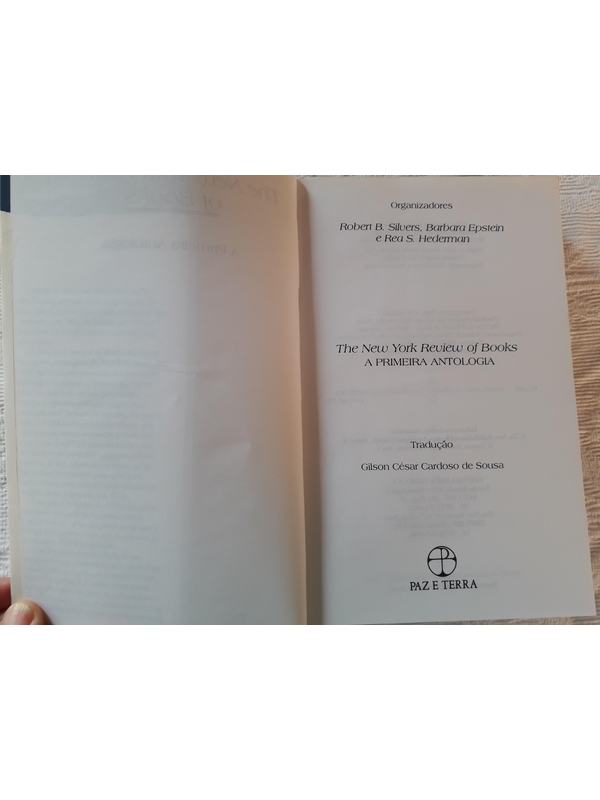 Organizadores
Robert B. Silvers, Barbara Epstein
e Rea S. Hederman
The New York Review of Books
A PRIMEIRA ANTOLOGIA
Tradução
Gilson César Cardoso de Sousa
PAZ E TERRA